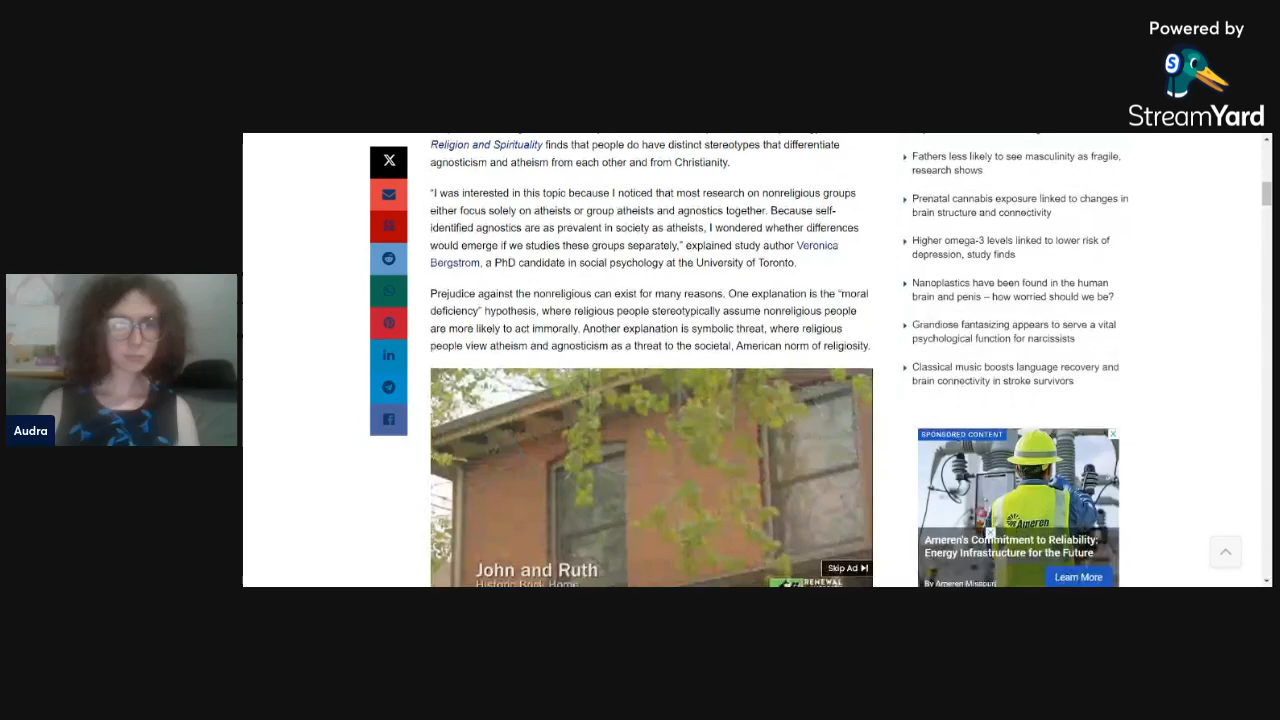 Powered by
S
StreamYard
Religion and Spirituality finds that people do have distinct stereotypes that differentiate
agnosticism and atheism from each other and from Christianity.
“I was interested in this topic because I noticed that most research on nonreligious groups
either focus solely on atheists or group atheists and agnostics together. Because self-
identified agnostics are as prevalent in society as atheists, I wondered whether differences
would emerge if we studies these groups separately,” explained study author Veronica
Bergstrom, a PhD candidate in social psychology at the University of Toronto.
Prejudice against the nonreligious can exist for many reasons. One explanation is the “moral
deficiency” hypothesis, where religious people stereotypically assume nonreligious people
are more likely to act immorally. Another explanation is symbolic threat, where religious
people view atheism and agnosticism as a threat to the societal, American norm of religiosity.
John and Ruth
Historic Brick Home
Skip Ad
RENEWAL
Fathers less likely to see masculinity as fragile,
research shows
Prenatal cannabis exposure linked to changes in
brain structure and connectivity
Higher omega-3 levels linked to lower risk of
depression, study finds
Nanoplastics have been found in the human
brain and penis – how worried should we be?
Grandiose fantasizing appears to serve a vital
psychological function for narcissists
Classical music boosts language recovery and
brain connectivity in stroke survivors
SPONSORED CONTENT
Ameren
Ameren's Commitment to Reliability:
Energy Infrastructure for the Future
By Ameren Missouri
Learn More
Audra